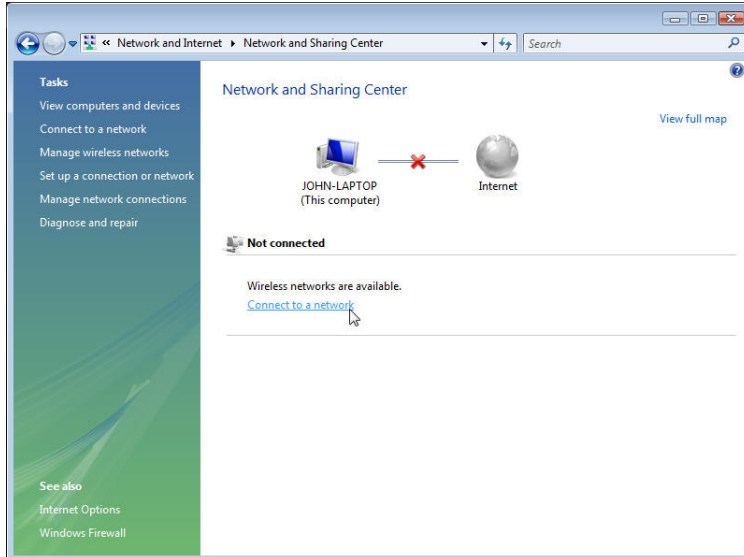 « Network and Internet ▸ Network and Sharing Center
Search
Tasks
View computers and devices
Connect to a network
Manage wireless networks
Set up a connection or network
Manage network connections
Diagnose and repair
See also
Internet Options
Windows Firewall
Network and Sharing Center
View full map
JOHN-LAPTOP
(This computer)
Internet
Not connected
Wireless networks are available.
Connect to a network